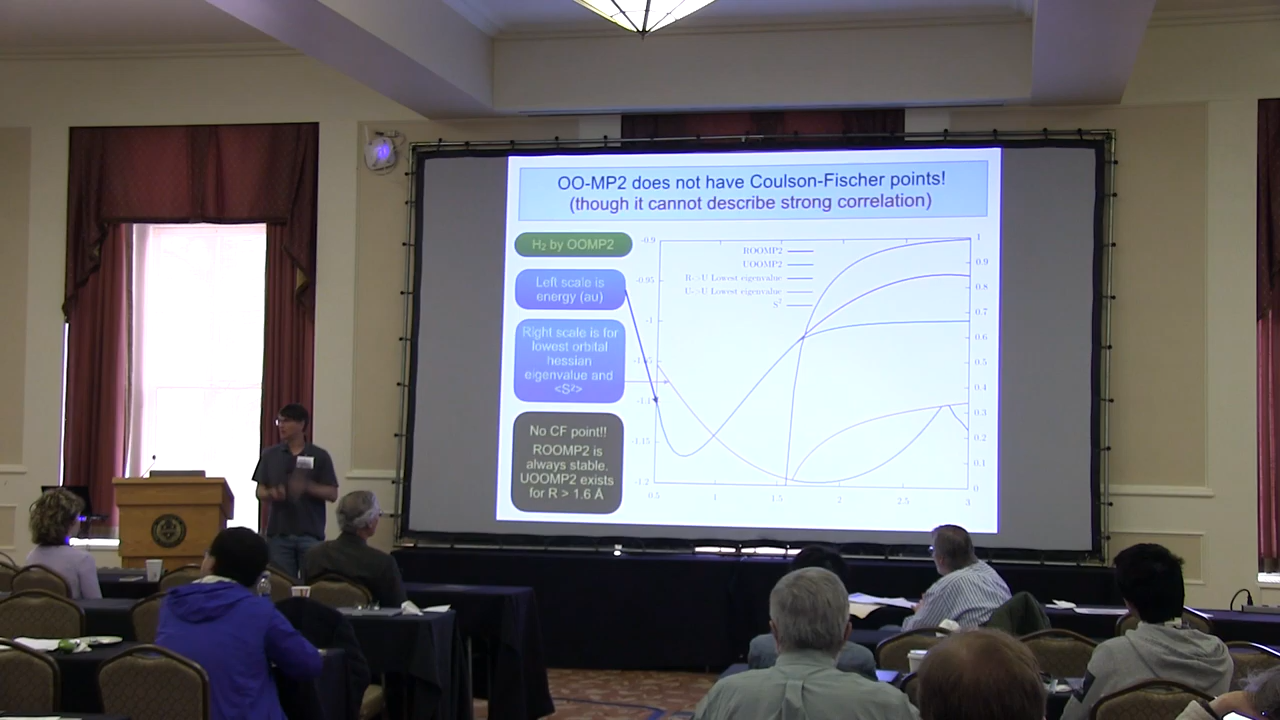 OO-MP2 does not have Coulson-Fischer points!
(though it cannot describe strong correlation)
H₂ by OOMP2
Left scale is
energy (au)
Right scale is for
lowest orbital
hessian
eigenvalue and
<S²>
No CF point!!
ROOMP2 is
always stable.
UOOMP2 exists
for R > 1.6 Å
ROOMP2
UOOMP2
R->U Lowest eigenvalue
U->U Lowest eigenvalue
S²
-0.9
-0.95
-1
-1.15
-1.2
0.5
1
1.5
2
2.5
3
1
0.9
0.8
0.7
0.6
0.5
0.4
0.3
0.2
0.1
0